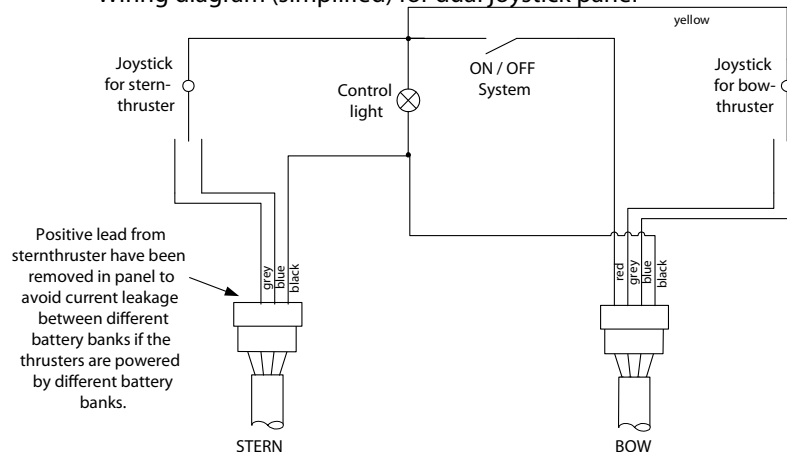 Wiring diagram (simplified) for dual joystick panel
yellow
Joystick
for stern-
thruster
Control
light
ON / OFF
System
Joystick
for bow-
thruster
Positive lead from
sternthruster have been
removed in panel to
avoid current leakage
between different
battery banks if the
thrusters are powered
by different battery
banks.
grey
blue
black
red
grey
blue
black
STERN
BOW